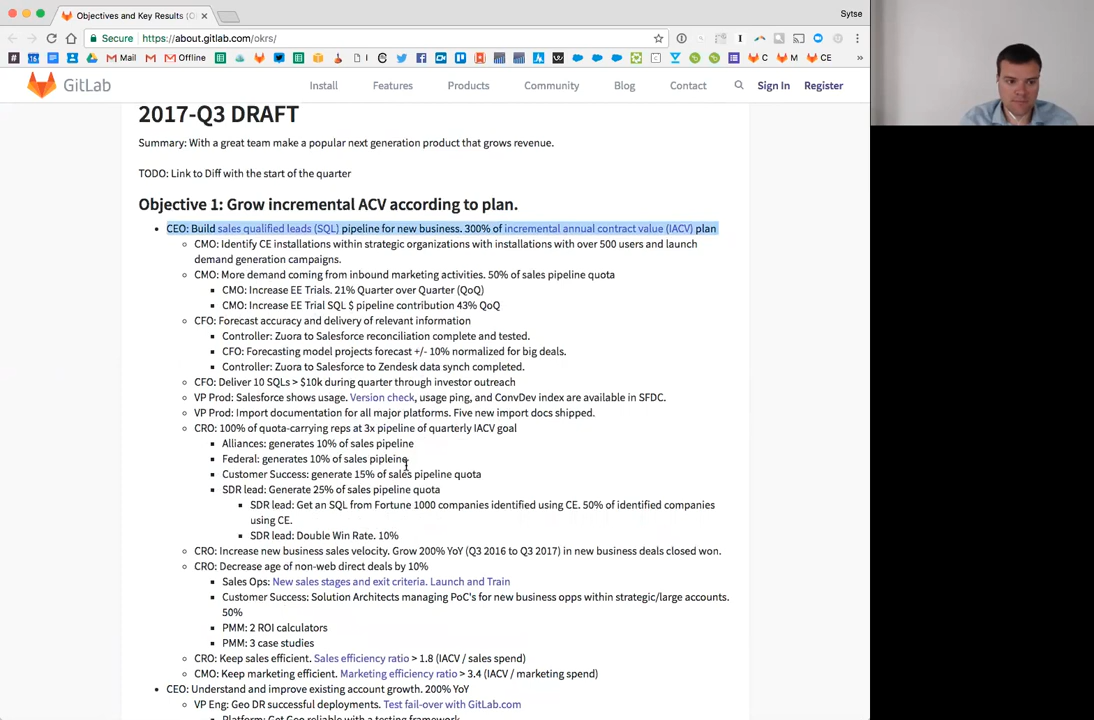 Objectives and Key Results (O
Sytse
Secure
https://about.gitlab.com/okrs/
Mail
Offline
C
M
CE
»
GitLab
Install
Features
Products
Community
Blog
Contact
Sign In
Register
2017-Q3 DRAFT
Summary: With a great team make a popular next generation product that grows revenue.
TODO: Link to Diff with the start of the quarter
Objective 1: Grow incremental ACV according to plan.
CEO: Build sales qualified leads (SQL) pipeline for new business. 300% of incremental annual contract value (IACV) plan
CMO: Identify CE installations within strategic organizations with installations with over 500 users and launch
demand generation campaigns.
CMO: More demand coming from inbound marketing activities. 50% of sales pipeline quota
CMO: Increase EE Trials. 21% Quarter over Quarter (QoQ)
CMO: Increase EE Trial SQL $ pipeline contribution 43% QoQ
CFO: Forecast accuracy and delivery of relevant information
Controller: Zuora to Salesforce reconciliation complete and tested.
CFO: Forecasting model projects forecast +/- 10% normalized for big deals.
Controller: Zuora to Salesforce to Zendesk data synch completed.
CFO: Deliver 10 SQLs > $10k during quarter through investor outreach
VP Prod: Salesforce shows usage. Version check, usage ping, and ConvDev index are available in SFDC.
VP Prod: Import documentation for all major platforms. Five new import docs shipped.
CRO: 100% of quota-carrying reps at 3x pipeline of quarterly IACV goal
Alliances: generates 10% of sales pipeline
Federal: generates 10% of sales pipleine
Customer Success: generate 15% of sales pipeline quota
SDR lead: Generate 25% of sales pipeline quota
SDR lead: Get an SQL from Fortune 1000 companies identified using CE. 50% of identified companies
using CE.
SDR lead: Double Win Rate. 10%
CRO: Increase new business sales velocity. Grow 200% YoY (Q3 2016 to Q3 2017) in new business deals closed won.
CRO: Decrease age of non-web direct deals by 10%
Sales Ops: New sales stages and exit criteria. Launch and Train
Customer Success: Solution Architects managing PoC's for new business opps within strategic/large accounts.
50%
PMM: 2 ROI calculators
PMM: 3 case studies
CRO: Keep sales efficient. Sales efficiency ratio > 1.8 (IACV / sales spend)
CMO: Keep marketing efficient. Marketing efficiency ratio > 3.4 (IACV / marketing spend)
CEO: Understand and improve existing account growth. 200% YoY
VP Eng: Geo DR successful deployments. Test fail-over with GitLab.com
Platform: Get Geo reliable with a testing framework